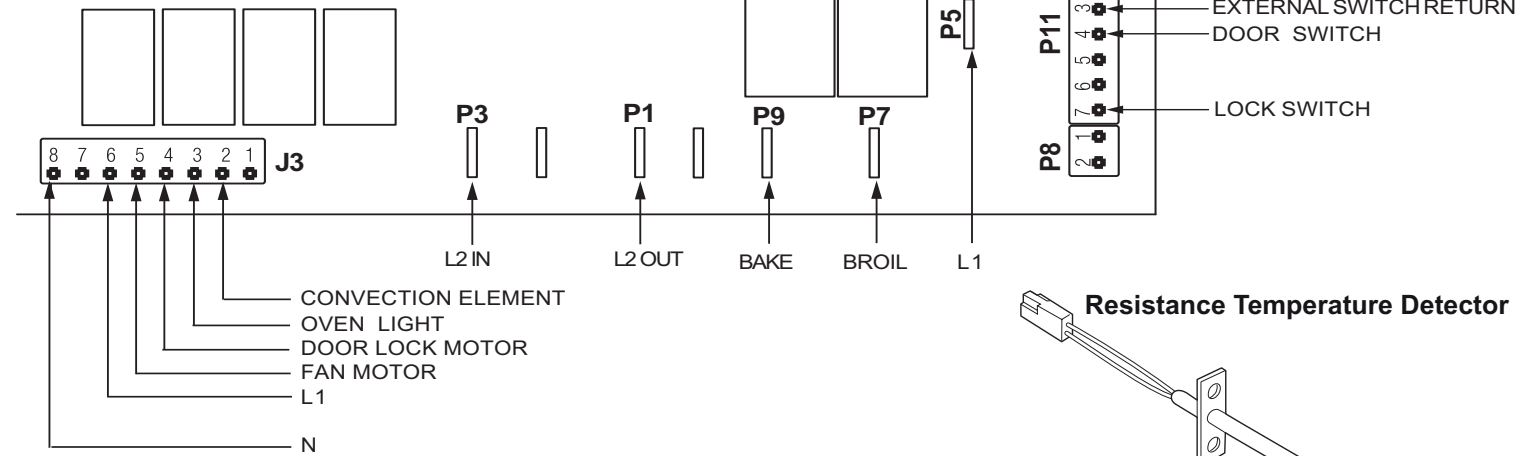 EXTERNAL SWITCH RETURN
DOOR SWITCH
LOCK SWITCH
P5
P11
3
4
5
6
7
P8
1
2
P3
P1
P9
P7
8 7 6 5 4 3 2 1
J3
L2 IN
L2 OUT
BAKE
BROIL
L1
CONVECTION ELEMENT
OVEN LIGHT
DOOR LOCK MOTOR
FAN MOTOR
L1
N
Resistance Temperature Detector